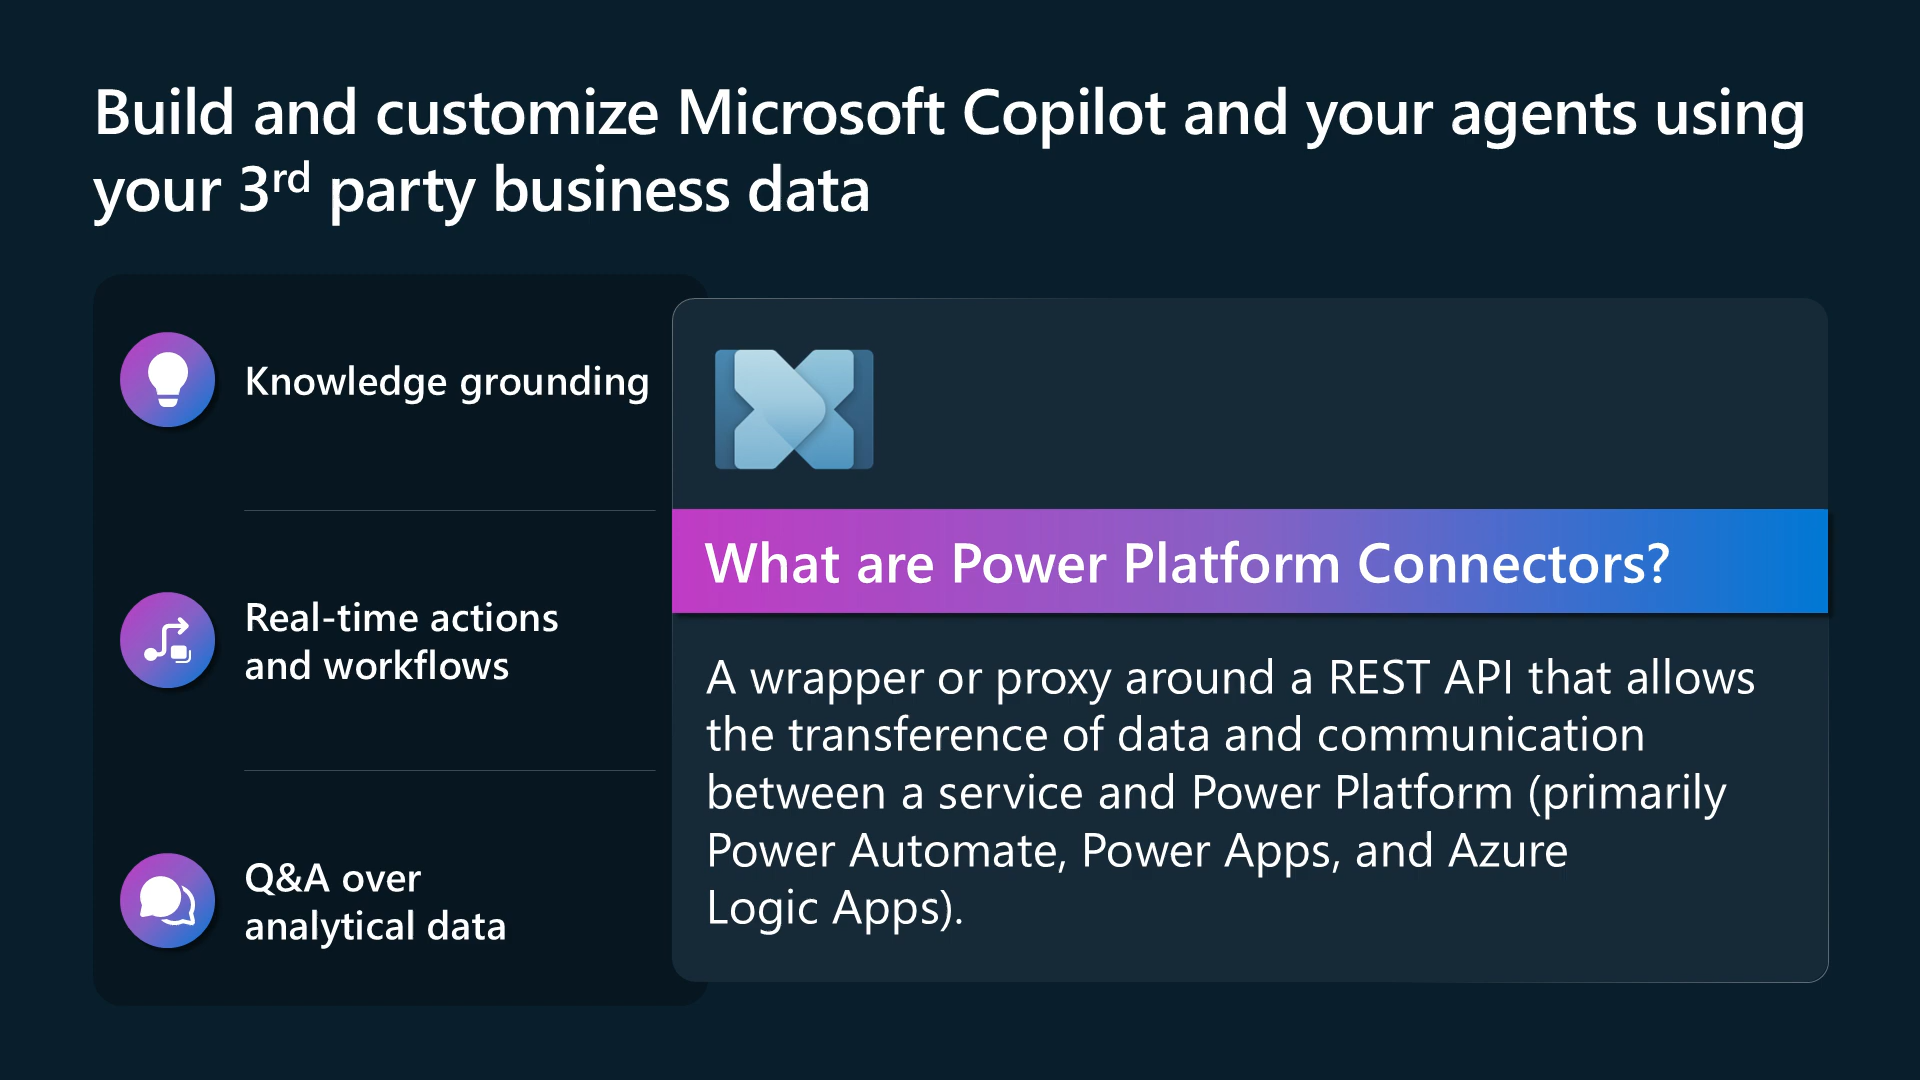 Build and customize Microsoft Copilot and your agents using
your 3rd party business data
Knowledge grounding
Real-time actions
and workflows
Q&A over
analytical data
What are Power Platform Connectors?
A wrapper or proxy around a REST API that allows
the transference of data and communication
between a service and Power Platform (primarily
Power Automate, Power Apps, and Azure
Logic Apps).